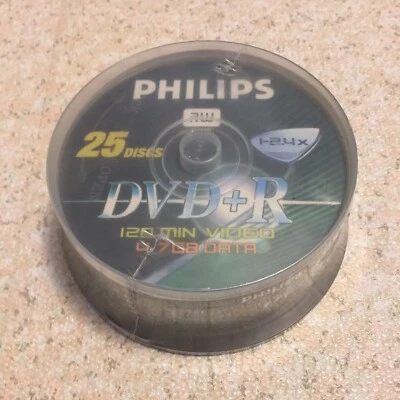 PHILIPS
RW
25 DISCS
1-2.4x
DVD+R
120 MIN VIDEO
4.7GB DATA